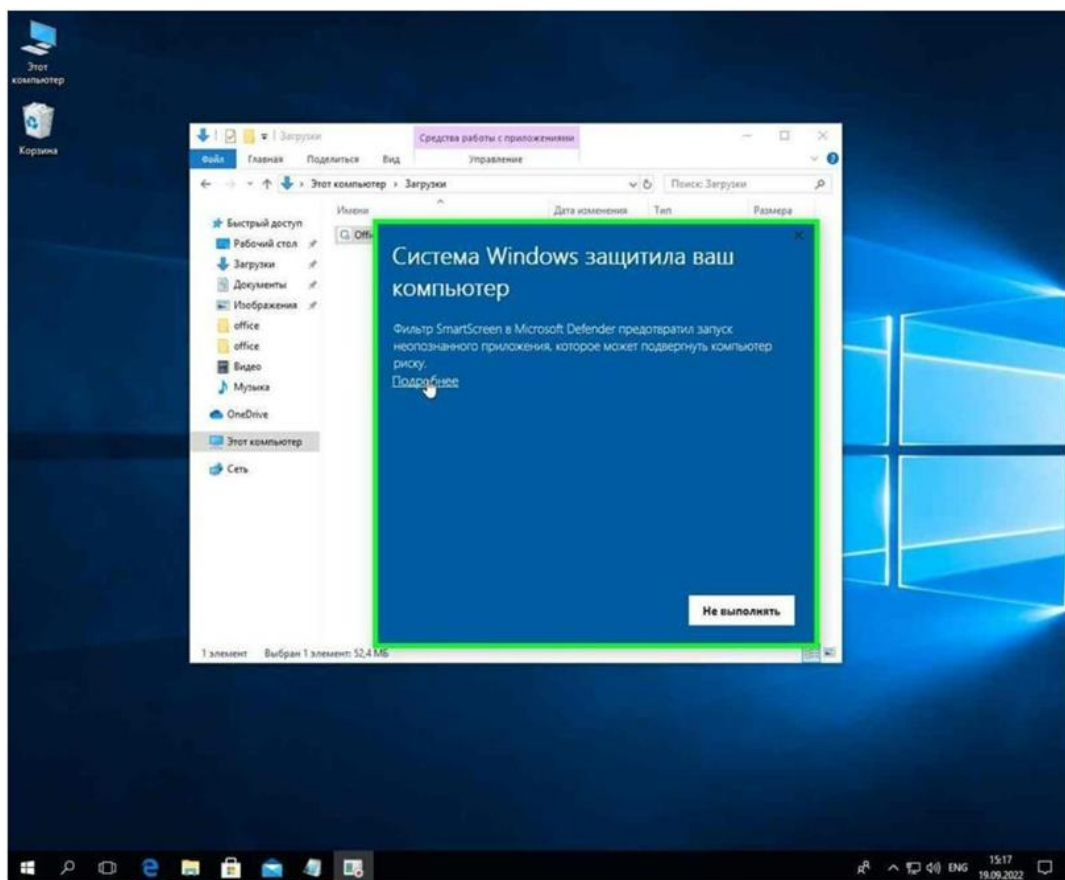 Этот
компьютер
Корзина
Загрузки
Средства работы с приложениями
Файл Главная Поделиться Вид Управление
Этот компьютер › Загрузки
Поиск: Загрузки
Имени Дата изменения Тип Размера
Быстрый доступ
Рабочий стол
Загрузки
Документы
Изображения
office
office
Видео
Музыка
OneDrive
Этот компьютер
Сеть
Система Windows защитила ваш
компьютер
Фильтр SmartScreen в Microsoft Defender предотвратил запуск
неопознанного приложения, которое может подвергнуть компьютер
риску.
Подробнее
Не выполнять
1 элемент Выбран 1 элемент: 52,4 МБ
ENG 15:17
19.09.2022